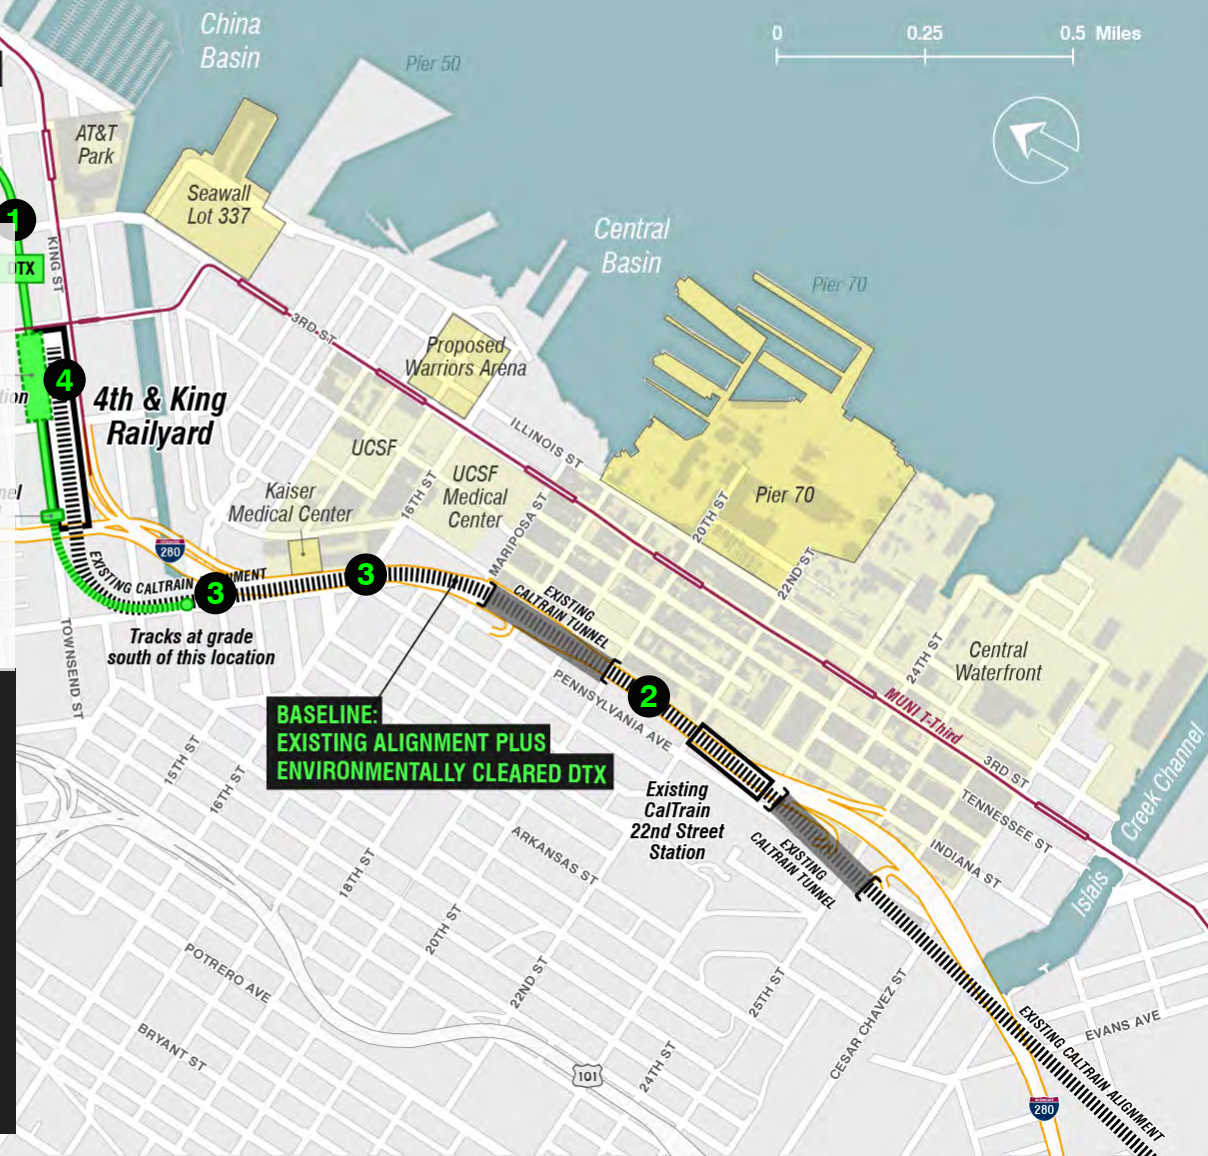 China
Basin
Pier 50
0 0.25 0.5 Miles
AT&T
Park
Seawall
Lot 337
1
DTX
KING ST
Central
Basin
Pier 70
3RD ST
Proposed
Warriors Arena
4
4th & King
Railyard
ILLINOIS ST
UCSF
UCSF
Medical
Center
16TH ST
Kaiser
Medical Center
MARIPOSA ST
20TH ST
Pier 70
22ND ST
280
EXISTING CALTRAIN
3
3
EXISTING
CALTRAIN TUNNEL
Tracks at grade
south of this location
TOWNSEND ST
24TH ST
Central
Waterfront
2
PENNSYLVANIA AVE
MUNI T-Third
3RD ST
BASELINE:
EXISTING ALIGNMENT PLUS
ENVIRONMENTALLY CLEARED DTX
15TH ST
16TH ST
Existing
CalTrain
22nd Street
Station
TENNESSEE ST
Creek Channel
Islais
INDIANA ST
EXISTING
CALTRAIN TUNNEL
ARKANSAS ST
18TH ST
20TH ST
22ND ST
25TH ST
CESAR CHAVEZ ST
POTRERO AVE
BRYANT ST
24TH ST
101
EVANS AVE
EXISTING CALTRAIN ALIGNMENT
280